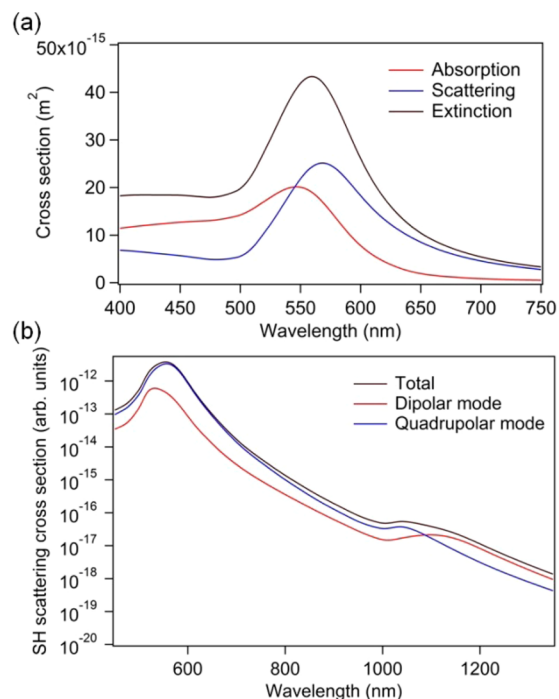 (a)
50x10⁻¹⁵
40
30
20
10
0
Cross section (m²)
Absorption
Scattering
Extinction
400 450 500 550 600 650 700 750
Wavelength (nm)
(b)
10⁻¹²
10⁻¹³
10⁻¹⁴
10⁻¹⁵
10⁻¹⁶
10⁻¹⁷
10⁻¹⁸
10⁻¹⁹
10⁻²⁰
SH scattering cross section (arb. units)
Total
Dipolar mode
Quadrupolar mode
600 800 1000 1200
Wavelength (nm)